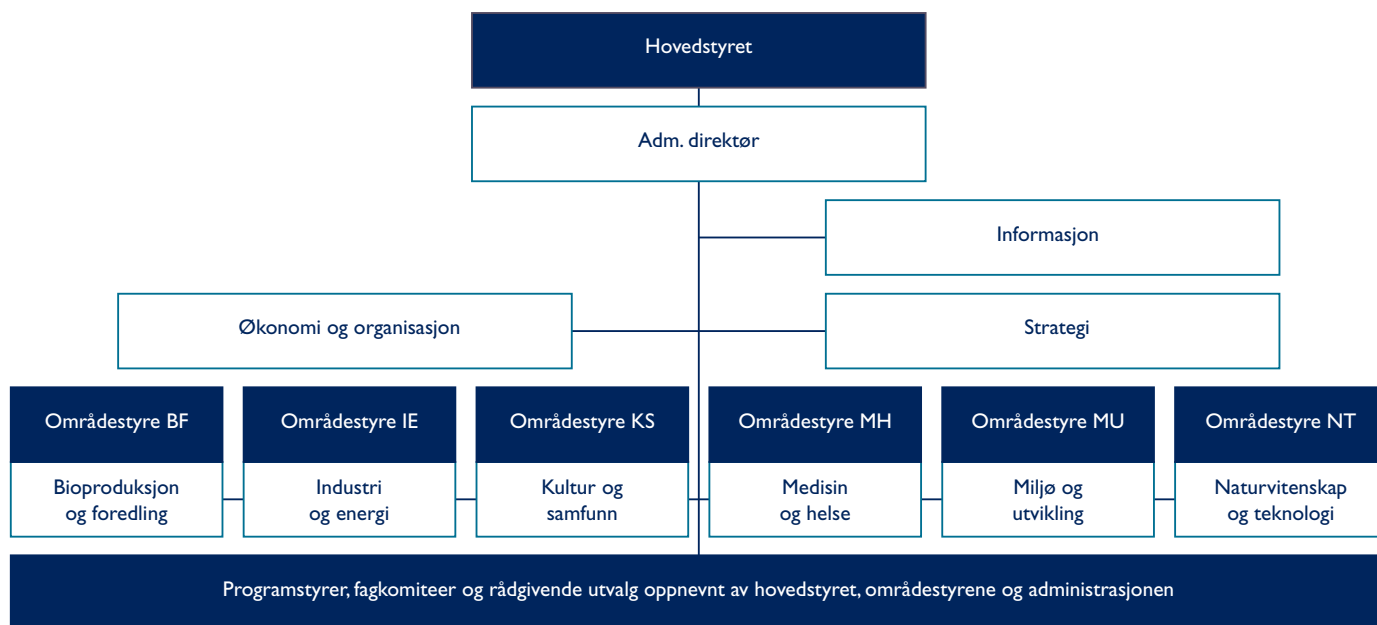 Hovedstyret
Adm. direktør
Informasjon
Økonomi og organisasjon
Strategi
Områdestyre BF
Bioproduksjon
og foredling
Områdestyre IE
Industri
og energi
Områdestyre KS
Kultur og
samfunn
Områdestyre MH
Medisin
og helse
Områdestyre MU
Miljø og
utvikling
Områdestyre NT
Naturvitenskap
og teknologi
Programstyrer, fagkomiteer og rådgivende utvalg oppnevnt av hovedstyret, områdestyrene og administrasjonen